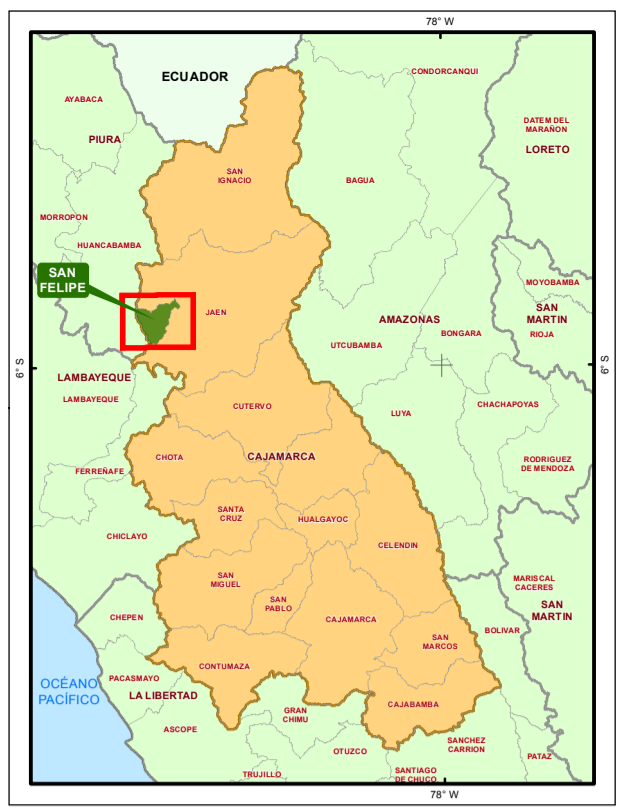 78° W
ECUADOR
CONDORCANQUI
AYABACA
DATEM DEL
MARAÑON
PIURA
LORETO
SAN
IGNACIO
BAGUA
MORROPON
HUANCABAMBA
SAN
FELIPE
MOYOBAMBA
JAEN
SAN
MARTIN
AMAZONAS
BONGARA
RIOJA
UTCUBAMBA
6° S
6° S
LAMBAYEQUE
LAMBAYEQUE
CUTERVO
LUYA
CHACHAPOYAS
CHOTA
CAJAMARCA
RODRIGUEZ
DE MENDOZA
FERREÑAFE
SANTA
CRUZ
HUALGAYOC
CHICLAYO
CELENDIN
SAN
MIGUEL
MARISCAL
CACERES
SAN
PABLO
SAN
MARTIN
CHEPEN
CAJAMARCA
BOLIVAR
SAN
MARCOS
CONTUMAZA
OCÉANO
PACÍFICO
PACASMAYO
LA LIBERTAD
CAJABAMBA
GRAN
CHIMU
ASCOPE
SANCHEZ
CARRION
OTUZCO
PATAZ
TRUJILLO
SANTIAGO
DE CHUCO
78° W